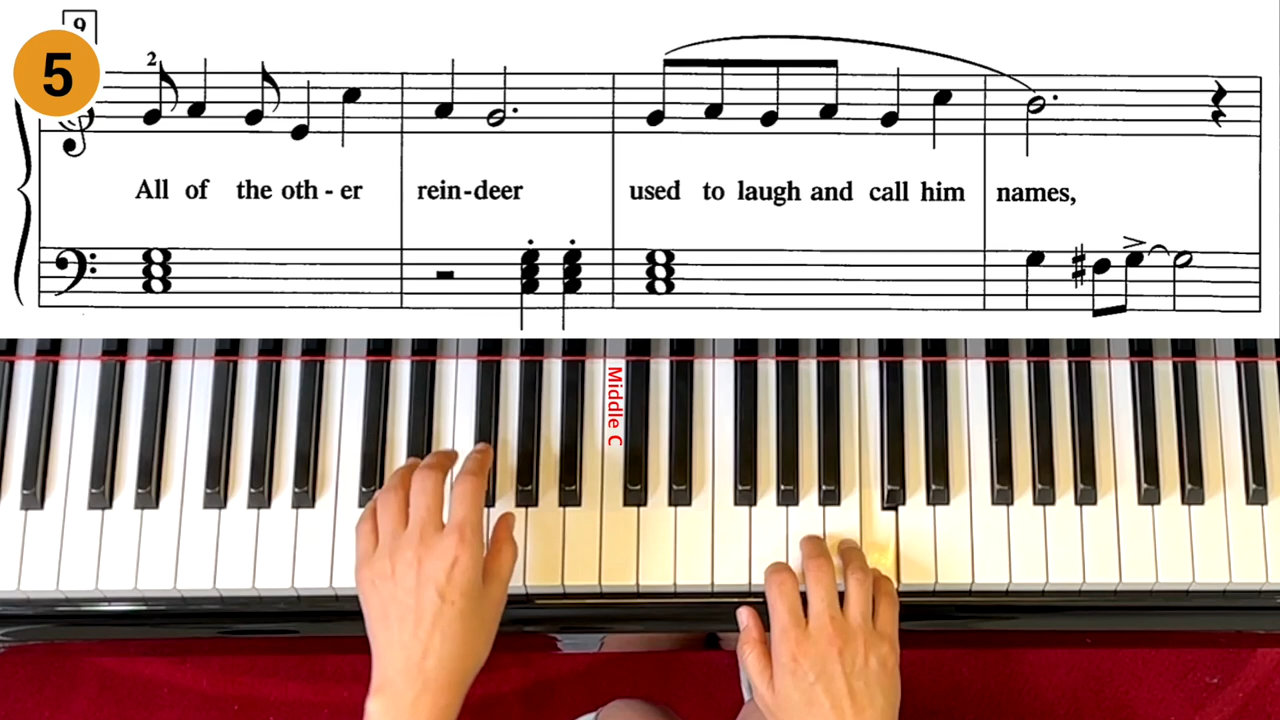 9
5
2
All of the oth - er rein-deer used to laugh and call him names,
Middle C